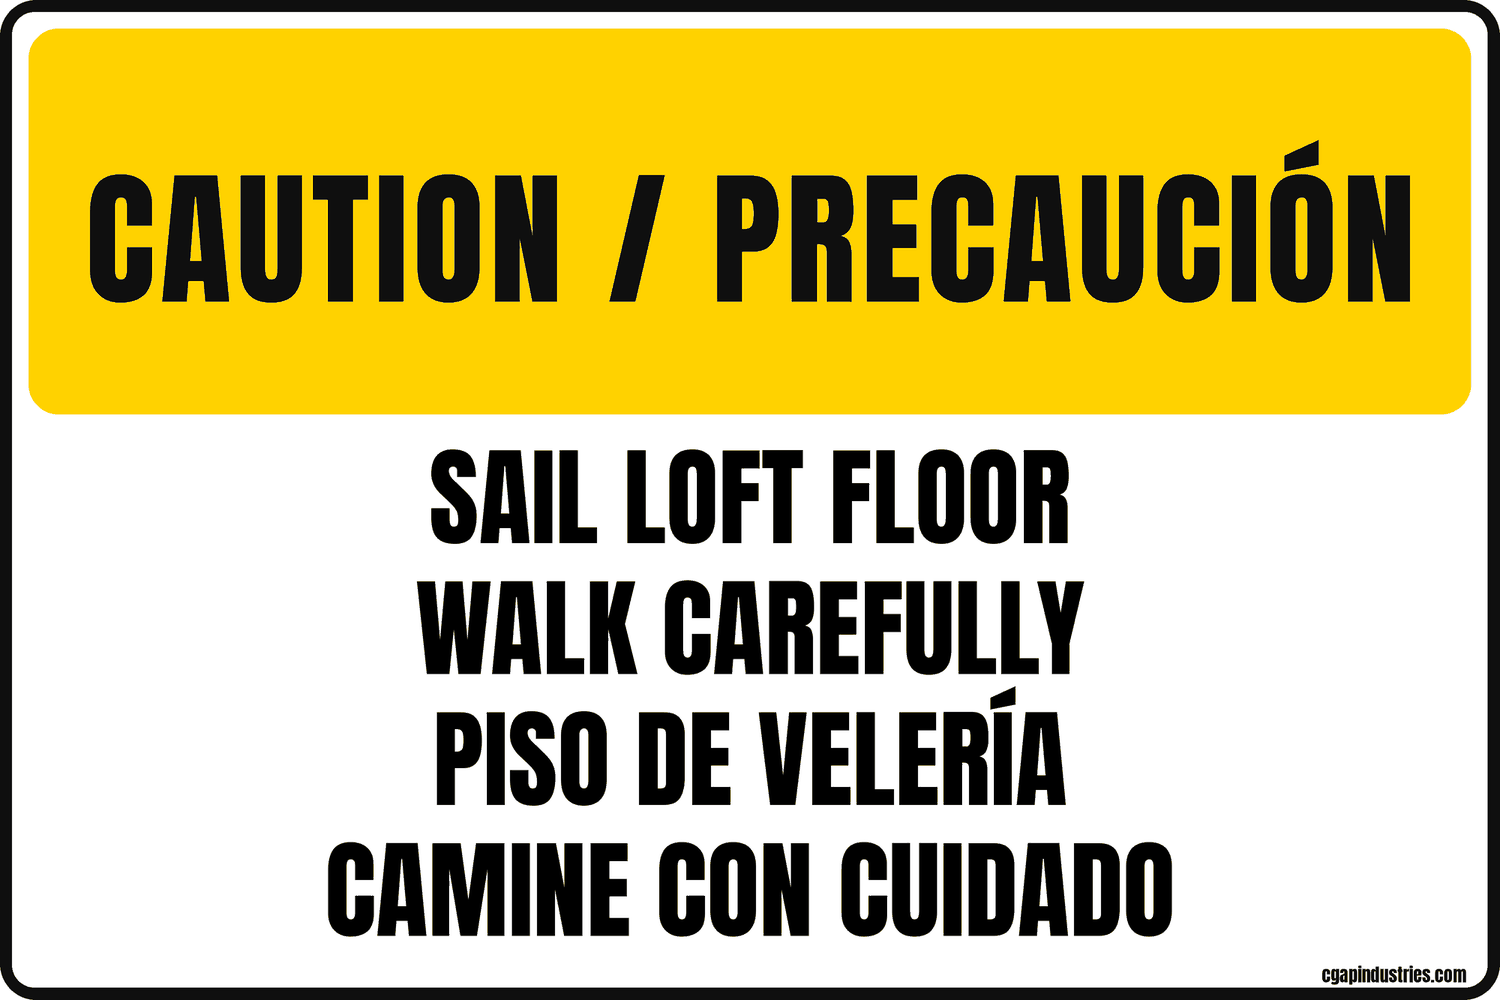 CAUTION / PRECAUCIÓN
SAIL LOFT FLOOR
WALK CAREFULLY
PISO DE VELERÍA
CAMINE CON CUIDADO
cgapindustries.com